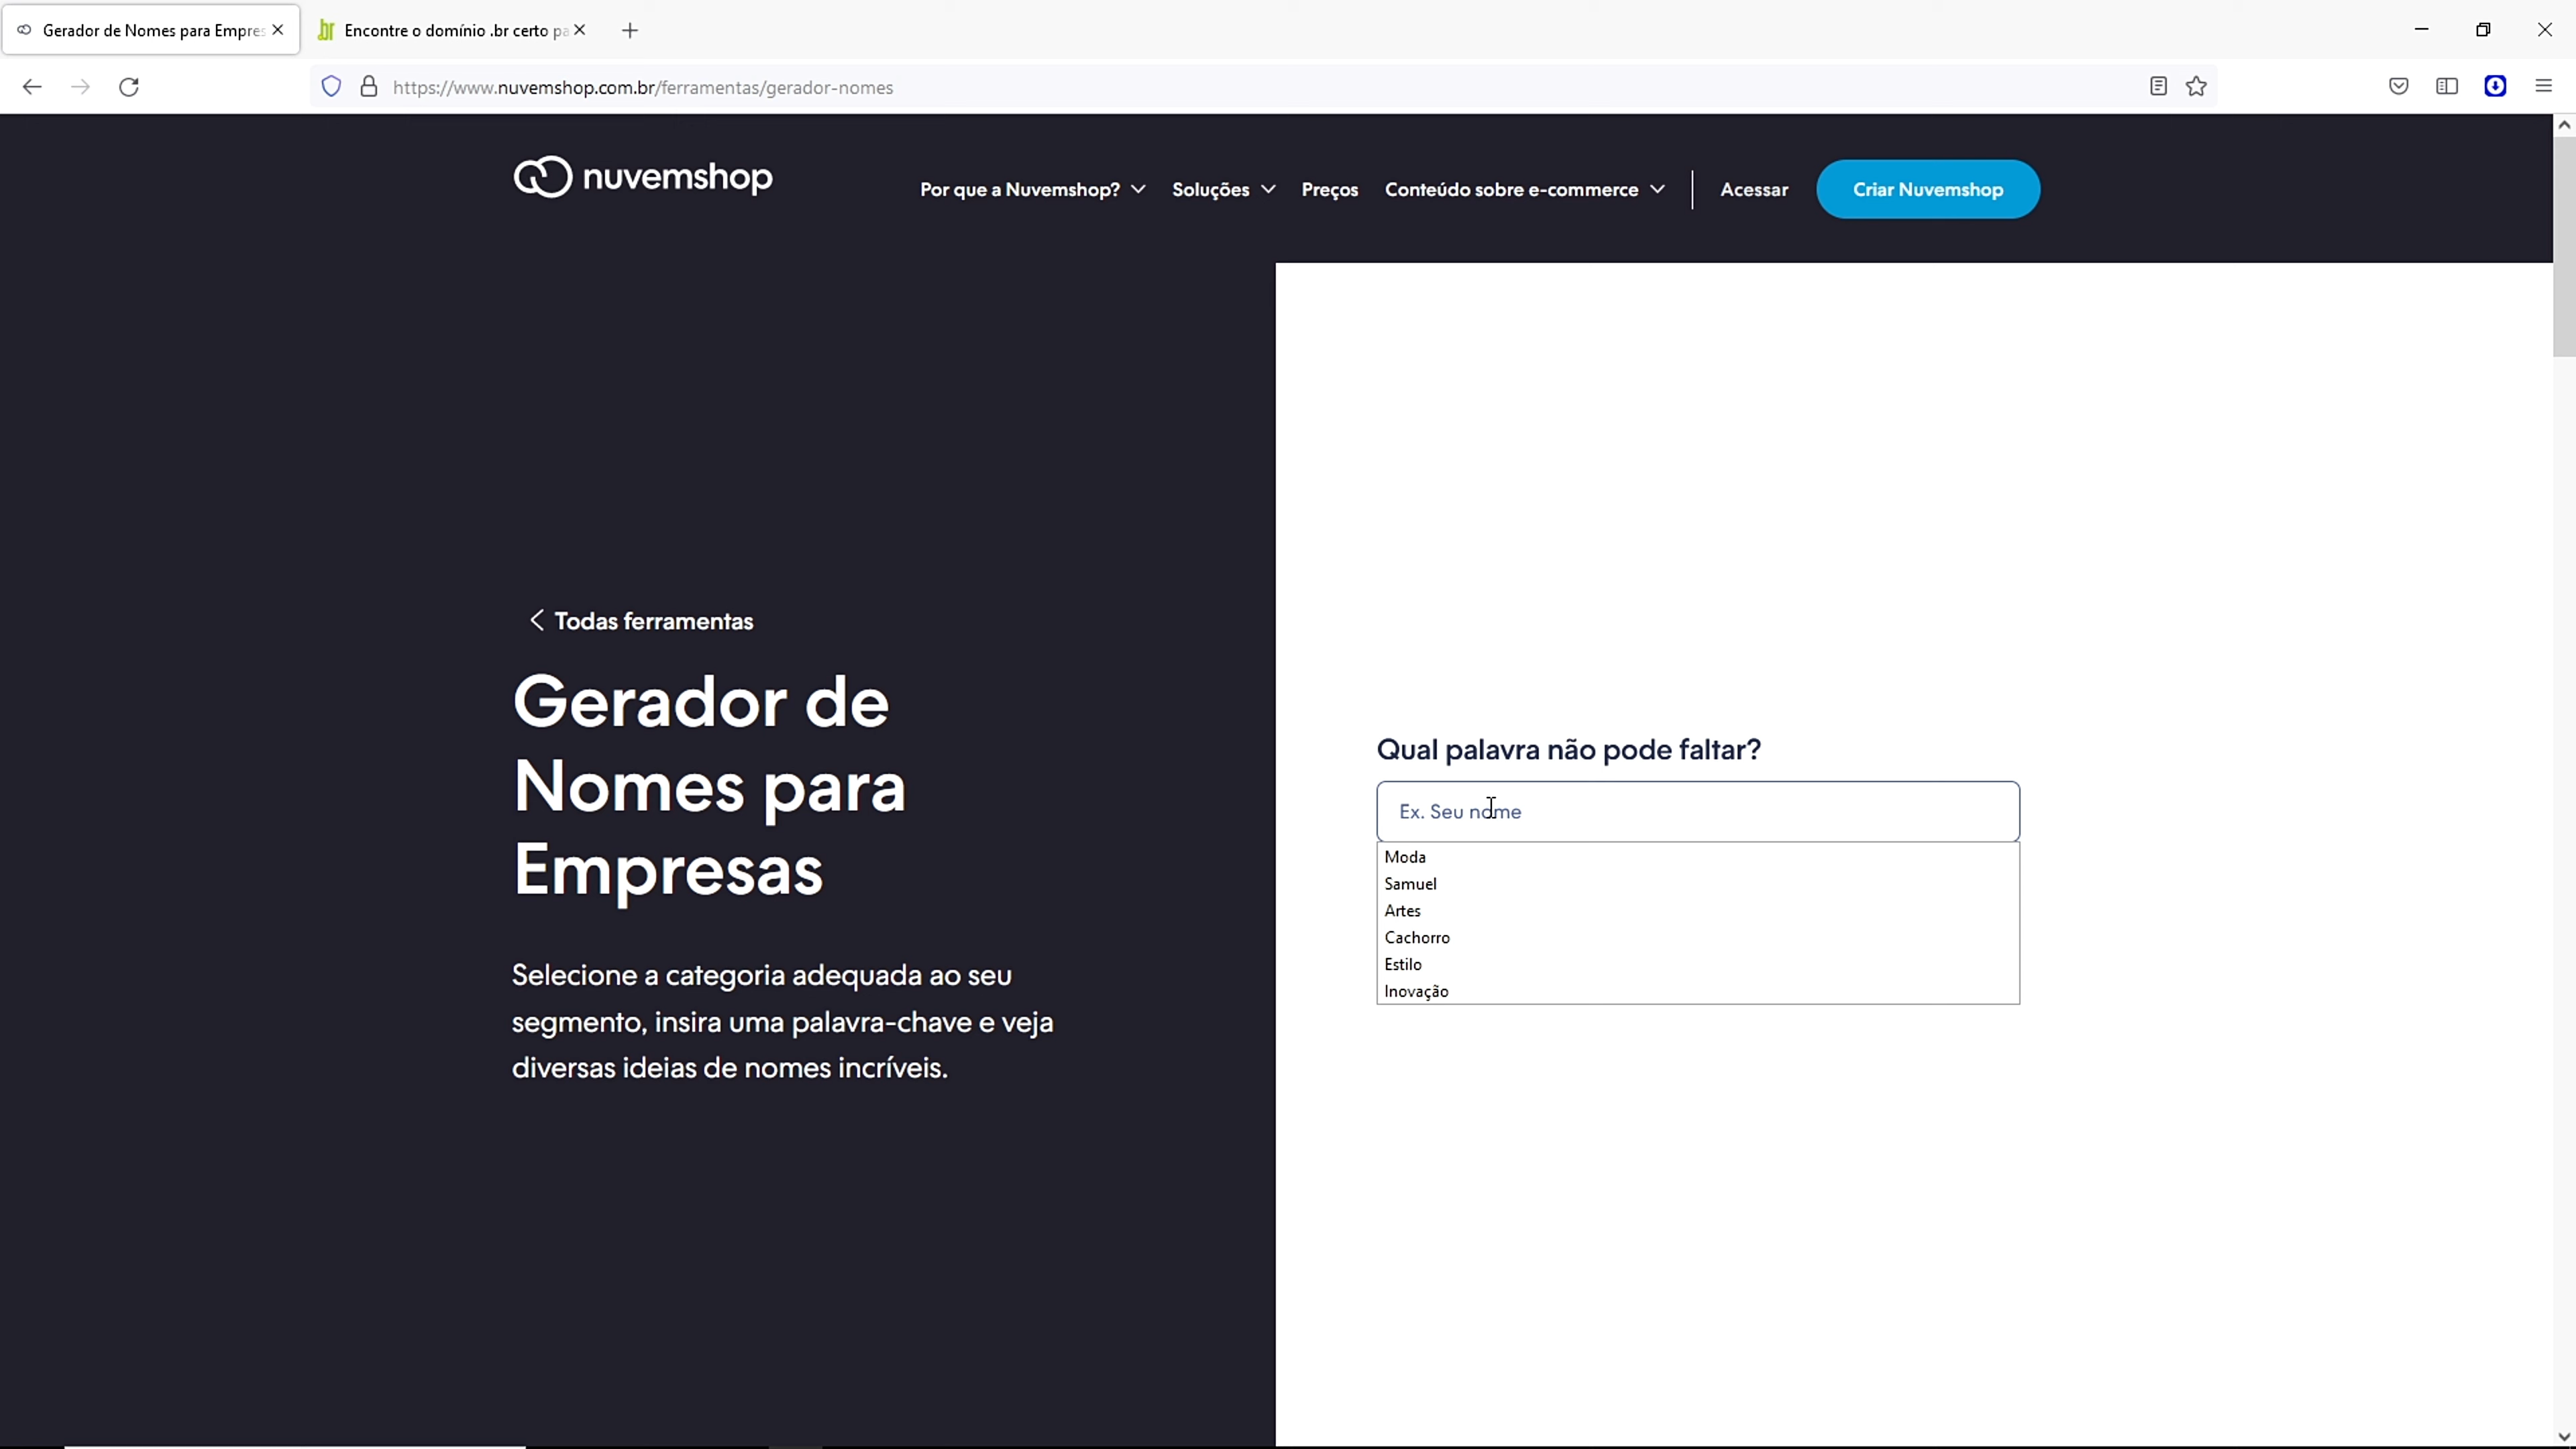 Gerador de Nomes para Empres
Encontre o domínio .br certo pa
https://www.nuvemshop.com.br/ferramentas/gerador-nomes
nuvemshop
Por que a Nuvemshop?
Soluções
Preços
Conteúdo sobre e-commerce
Acessar
Criar Nuvemshop
Todas ferramentas
Gerador de
Nomes para
Empresas
Selecione a categoria adequada ao seu
segmento, insira uma palavra-chave e veja
diversas ideias de nomes incríveis.
Qual palavra não pode faltar?
Ex. Seu nome
Moda
Samuel
Artes
Cachorro
Estilo
Inovação